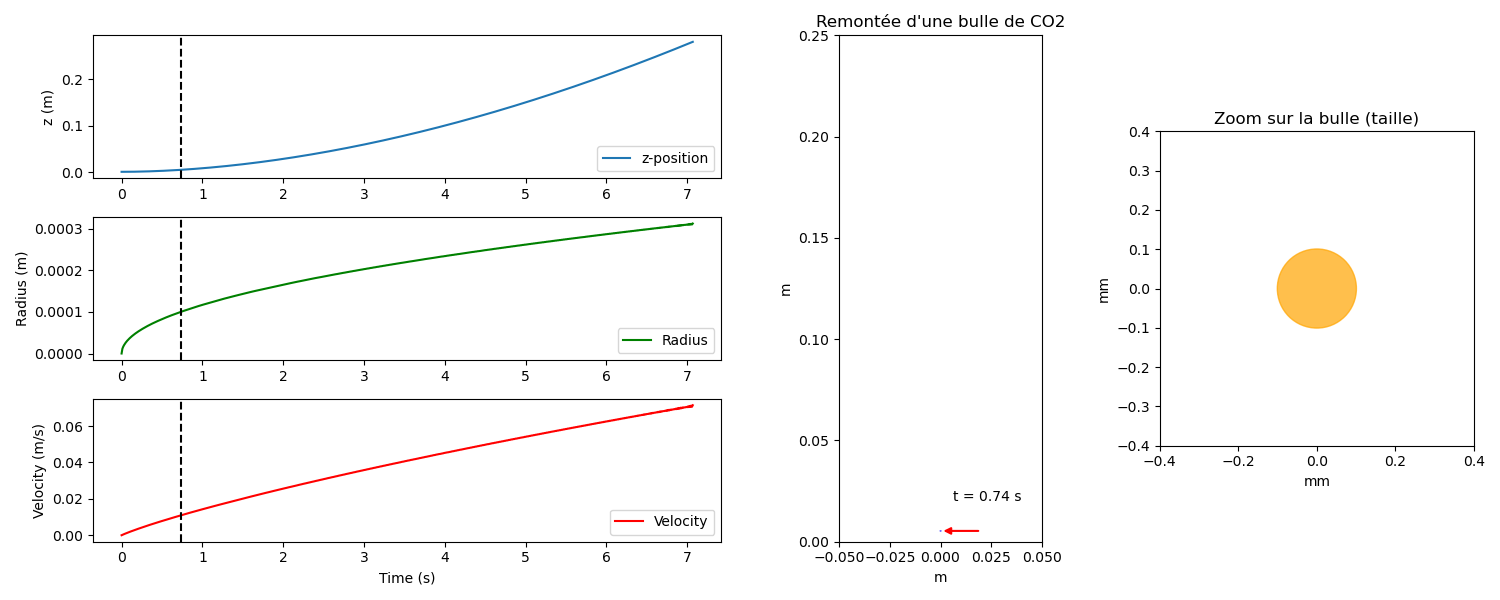 z (m)
0.2
0.1
0.0
z-position
0 1 2 3 4 5 6 7
Radius (m)
0.0003
0.0002
0.0001
0.0000
Radius
0 1 2 3 4 5 6 7
Velocity (m/s)
0.06
0.04
0.02
0.00
Velocity
0 1 2 3 4 5 6 7
Time (s)
Remontée d'une bulle de CO2
m
0.25
0.20
0.15
0.10
0.05
0.00
t = 0.74 s
−0.050 −0.025 0.000 0.025 0.050
m
Zoom sur la bulle (taille)
mm
0.4
0.3
0.2
0.1
0.0
−0.1
−0.2
−0.3
−0.4
−0.4 −0.2 0.0 0.2 0.4
mm